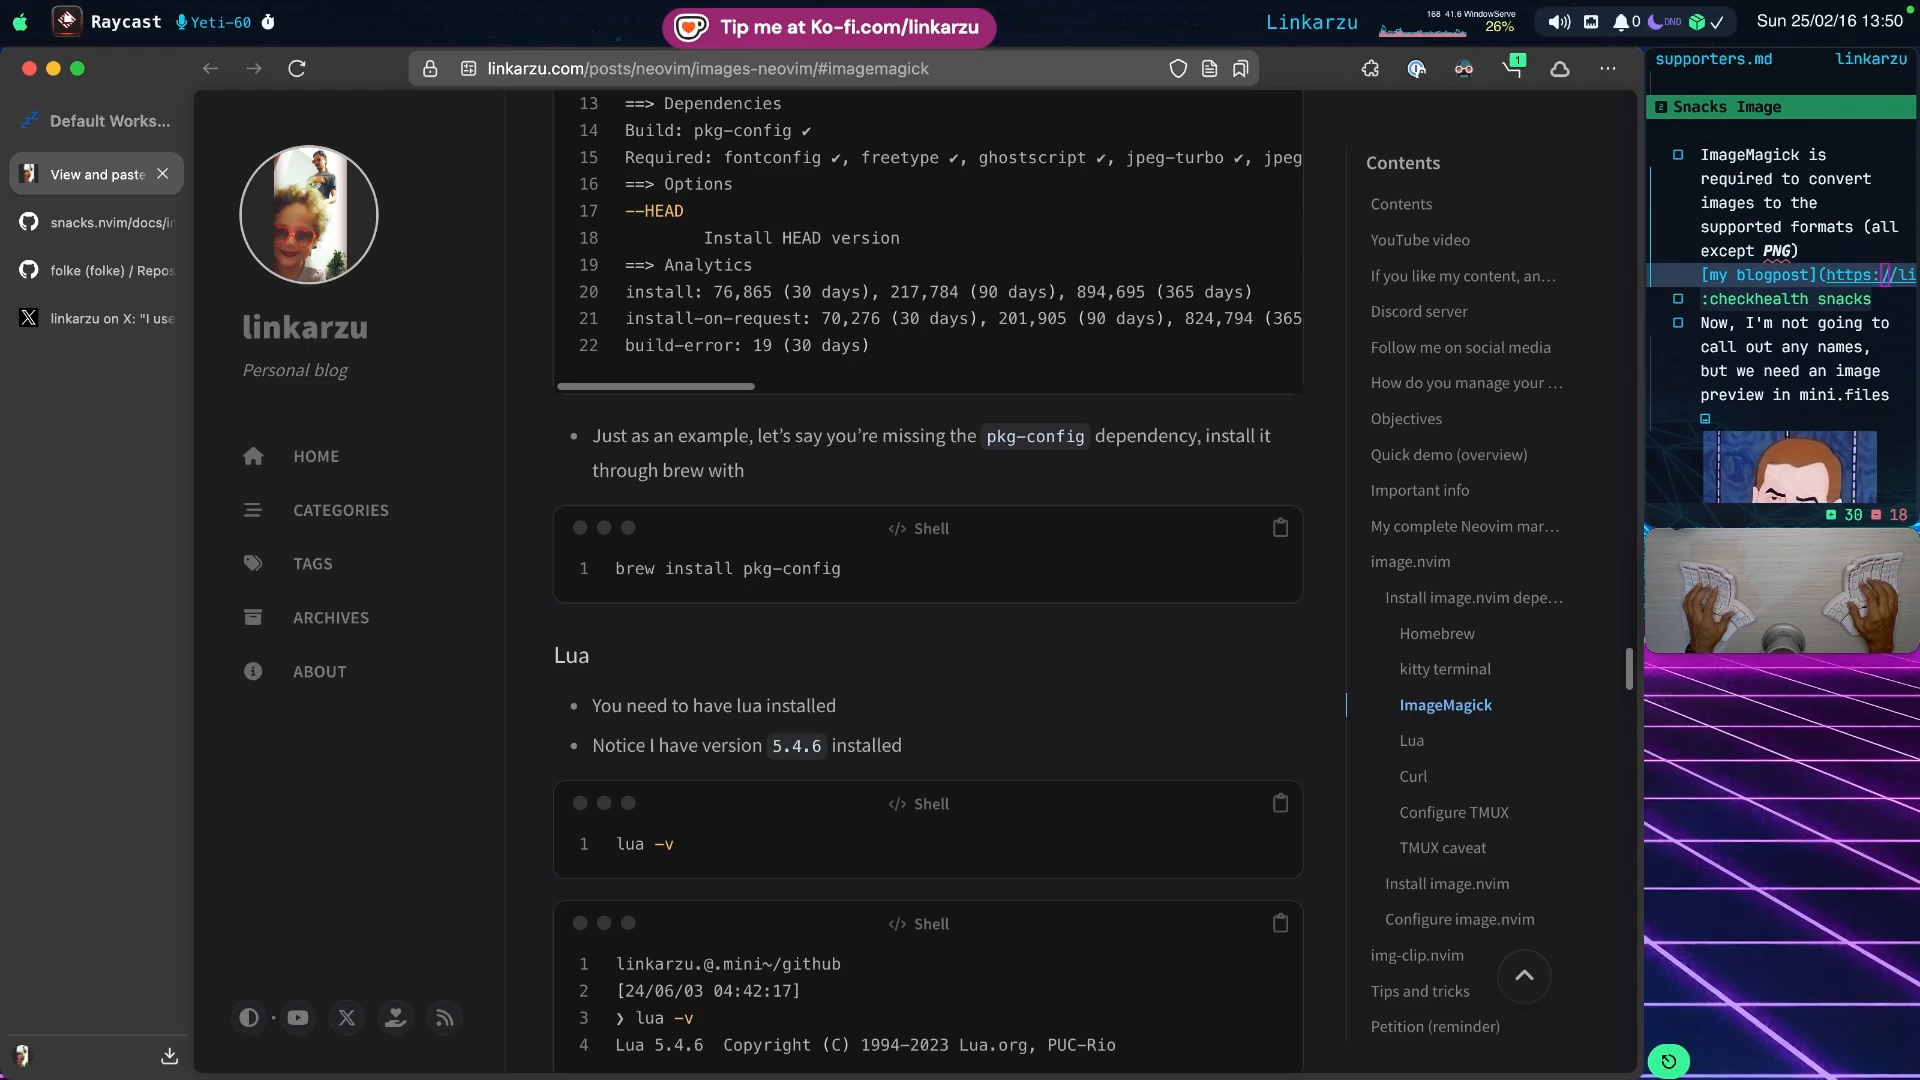 Raycast
Yeti-60
Tip me at Ko-fi.com/linkarzu
Linkarzu
168 41.6 WindowServe
26%
0
DND
Sun 25/02/16 13:50
linkarzu.com/posts/neovim/images-neovim/#imagemagick
1
Default Works...
View and paste
snacks.nvim/docs/i
folke (folke) / Repos
linkarzu on X: "I use
linkarzu
Personal blog
HOME
CATEGORIES
TAGS
ARCHIVES
ABOUT
13 ==> Dependencies
14 Build: pkg-config ✔
15 Required: fontconfig ✔, freetype ✔, ghostscript ✔, jpeg-turbo ✔, jpeg
16 ==> Options
17 --HEAD
18 Install HEAD version
19 ==> Analytics
20 install: 76,865 (30 days), 217,784 (90 days), 894,695 (365 days)
21 install-on-request: 70,276 (30 days), 201,905 (90 days), 824,794 (365
22 build-error: 19 (30 days)
• Just as an example, let’s say you’re missing the pkg-config dependency, install it
through brew with
</> Shell
1 brew install pkg-config
Lua
• You need to have lua installed
• Notice I have version 5.4.6 installed
</> Shell
1 lua -v
</> Shell
1 linkarzu.@.mini~/github
2 [24/06/03 04:42:17]
3 ❯ lua -v
4 Lua 5.4.6 Copyright (C) 1994-2023 Lua.org, PUC-Rio
Contents
Contents
YouTube video
If you like my content, an...
Discord server
Follow me on social media
How do you manage your ...
Objectives
Quick demo (overview)
Important info
My complete Neovim mar...
image.nvim
Install image.nvim depe...
Homebrew
kitty terminal
ImageMagick
Lua
Curl
Configure TMUX
TMUX caveat
Install image.nvim
Configure image.nvim
img-clip.nvim
Tips and tricks
Petition (reminder)
supporters.md linkarzu
2 Snacks Image
ImageMagick is
required to convert
images to the
supported formats (all
except PNG)
[my blogpost](https://li
:checkhealth snacks
Now, I'm not going to
call out any names,
but we need an image
preview in mini.files
30 18